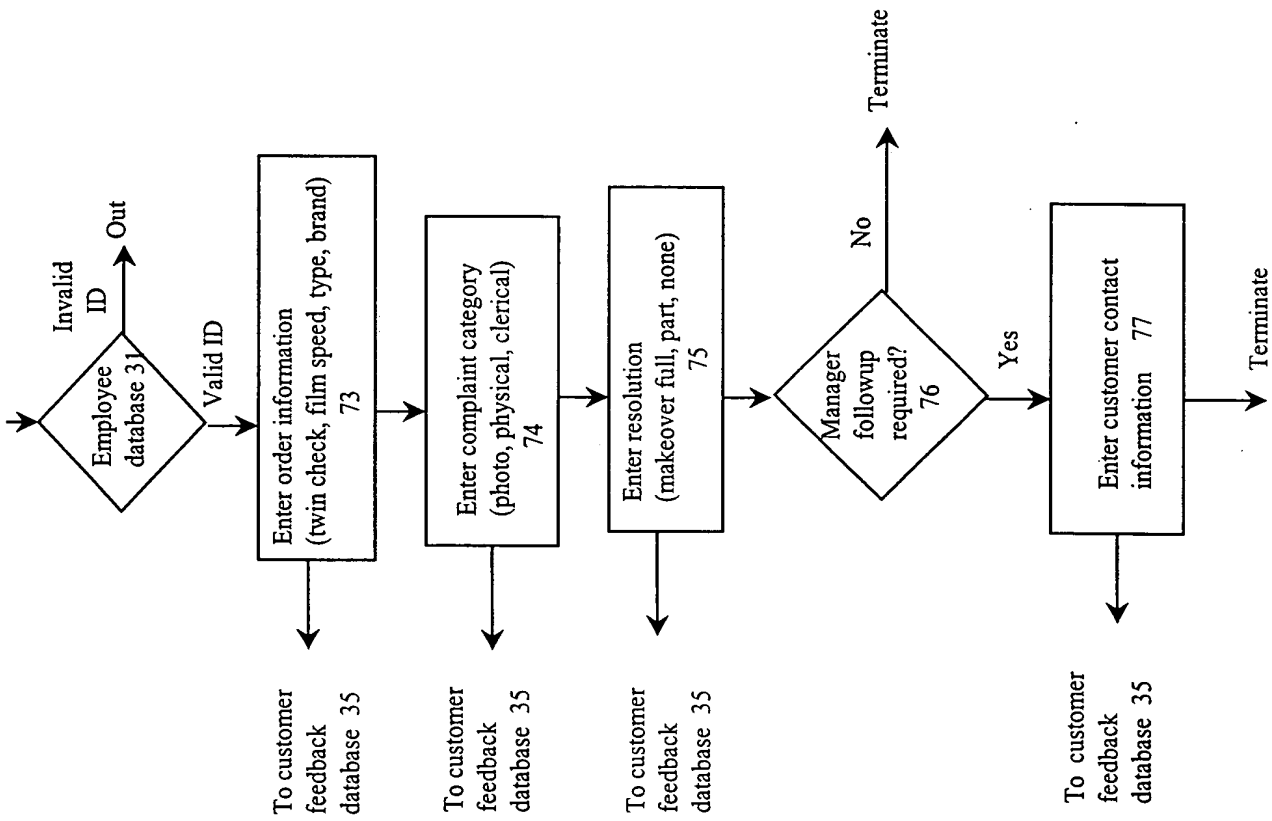 Employee
database 31
Invalid
ID
Out
Valid ID
Enter order information
(twin check, film speed, type, brand)
73
To customer
feedback
database 35
Enter complaint category
(photo, physical, clerical)
74
To customer
feedback
database 35
Enter resolution
(makeover full, part, none)
75
To customer
feedback
database 35
Manager
followup
required?
76
No
Terminate
Yes
Enter customer contact
information 77
To customer
feedback
database 35
Terminate